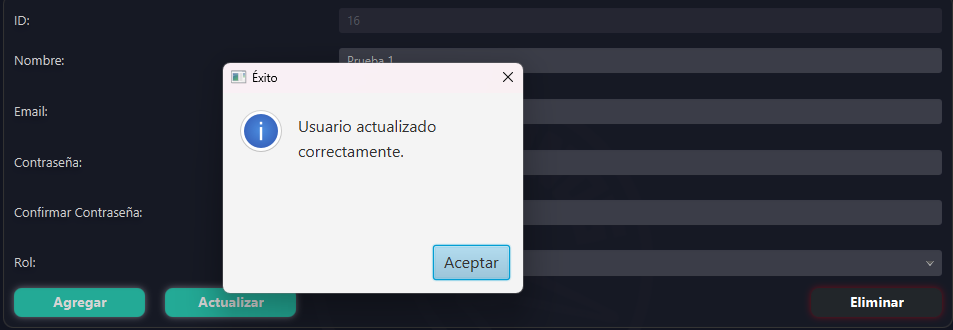 ID:
16
Nombre:
Prueba 1
Éxito
Email:
Usuario actualizado
correctamente.
Contraseña:
Confirmar Contraseña:
Rol:
Aceptar
Agregar
Actualizar
Eliminar